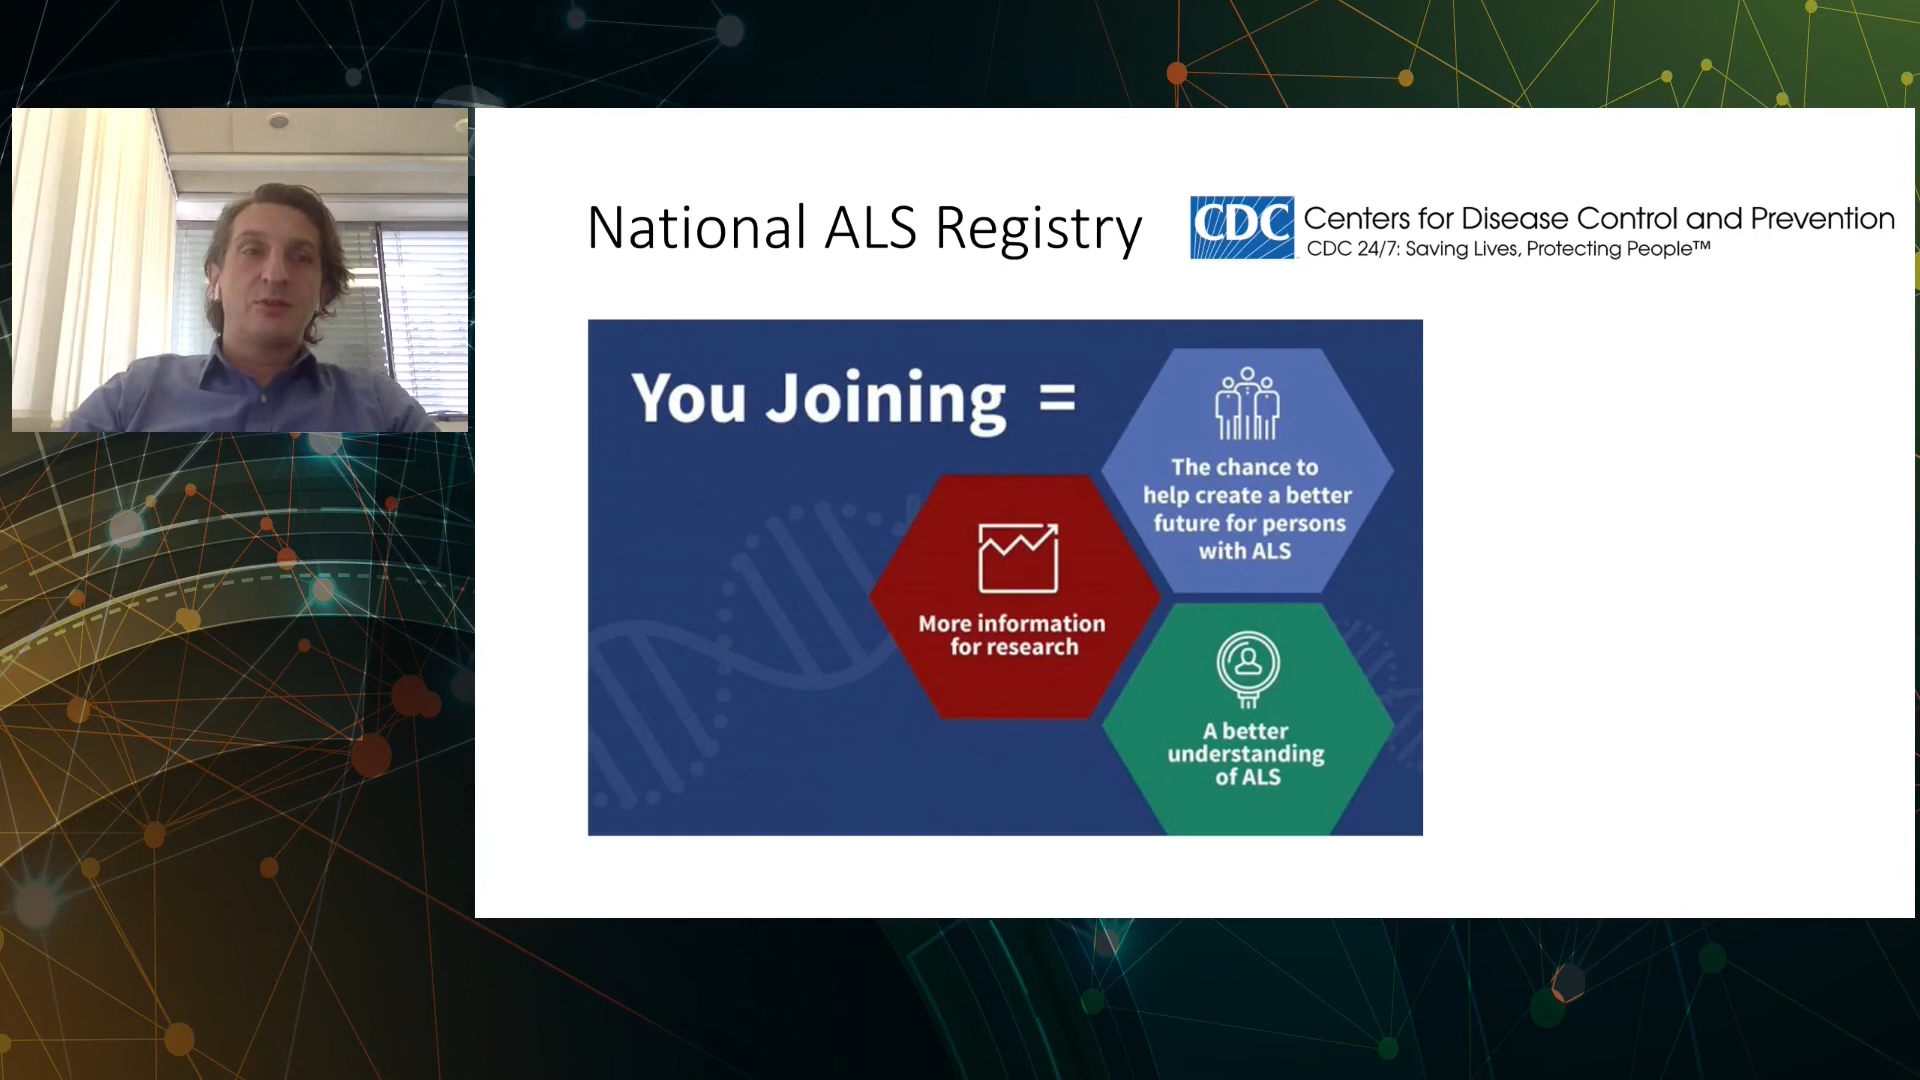 National ALS Registry
CDC
Centers for Disease Control and Prevention
CDC 24/7: Saving Lives, Protecting People™
You Joining =
The chance to
help create a better
future for persons
with ALS
More information
for research
A better
understanding
of ALS